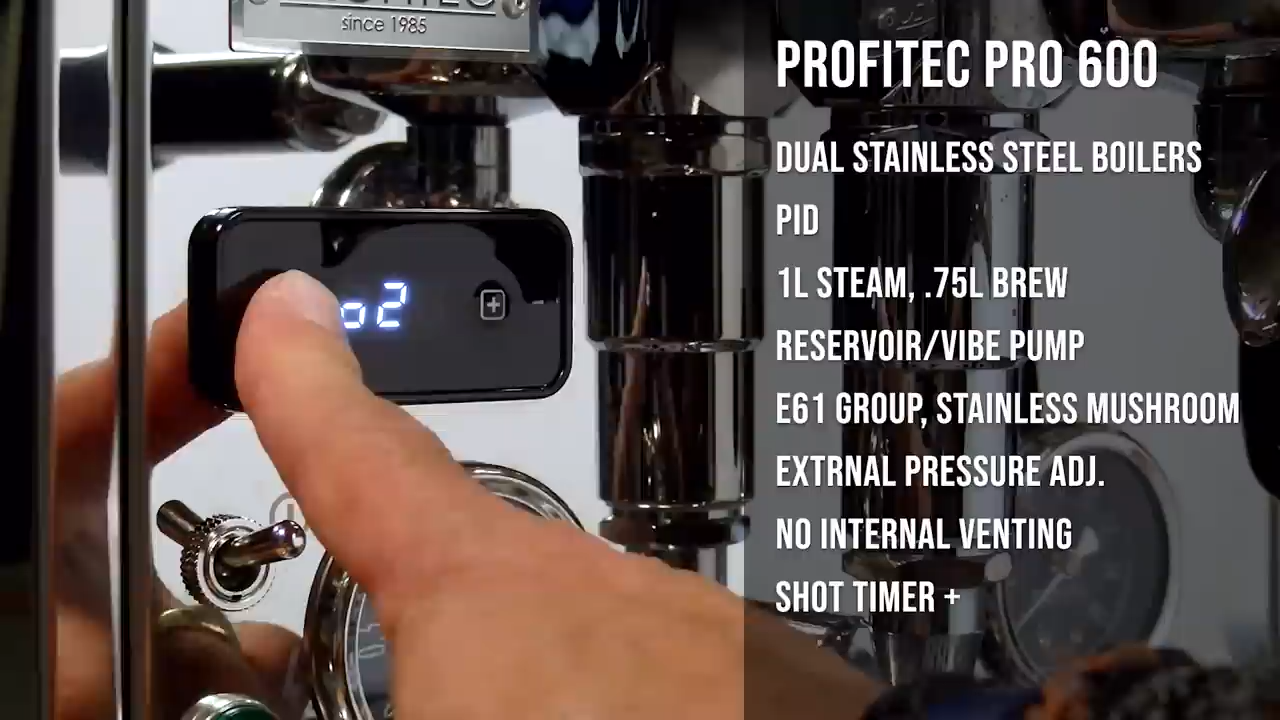 since 1985
o2
PROFITEC PRO 600
DUAL STAINLESS STEEL BOILERS
PID
1L STEAM, .75L BREW
RESERVOIR/VIBE PUMP
E61 GROUP, STAINLESS MUSHROOM
EXTRNAL PRESSURE ADJ.
NO INTERNAL VENTING
SHOT TIMER +